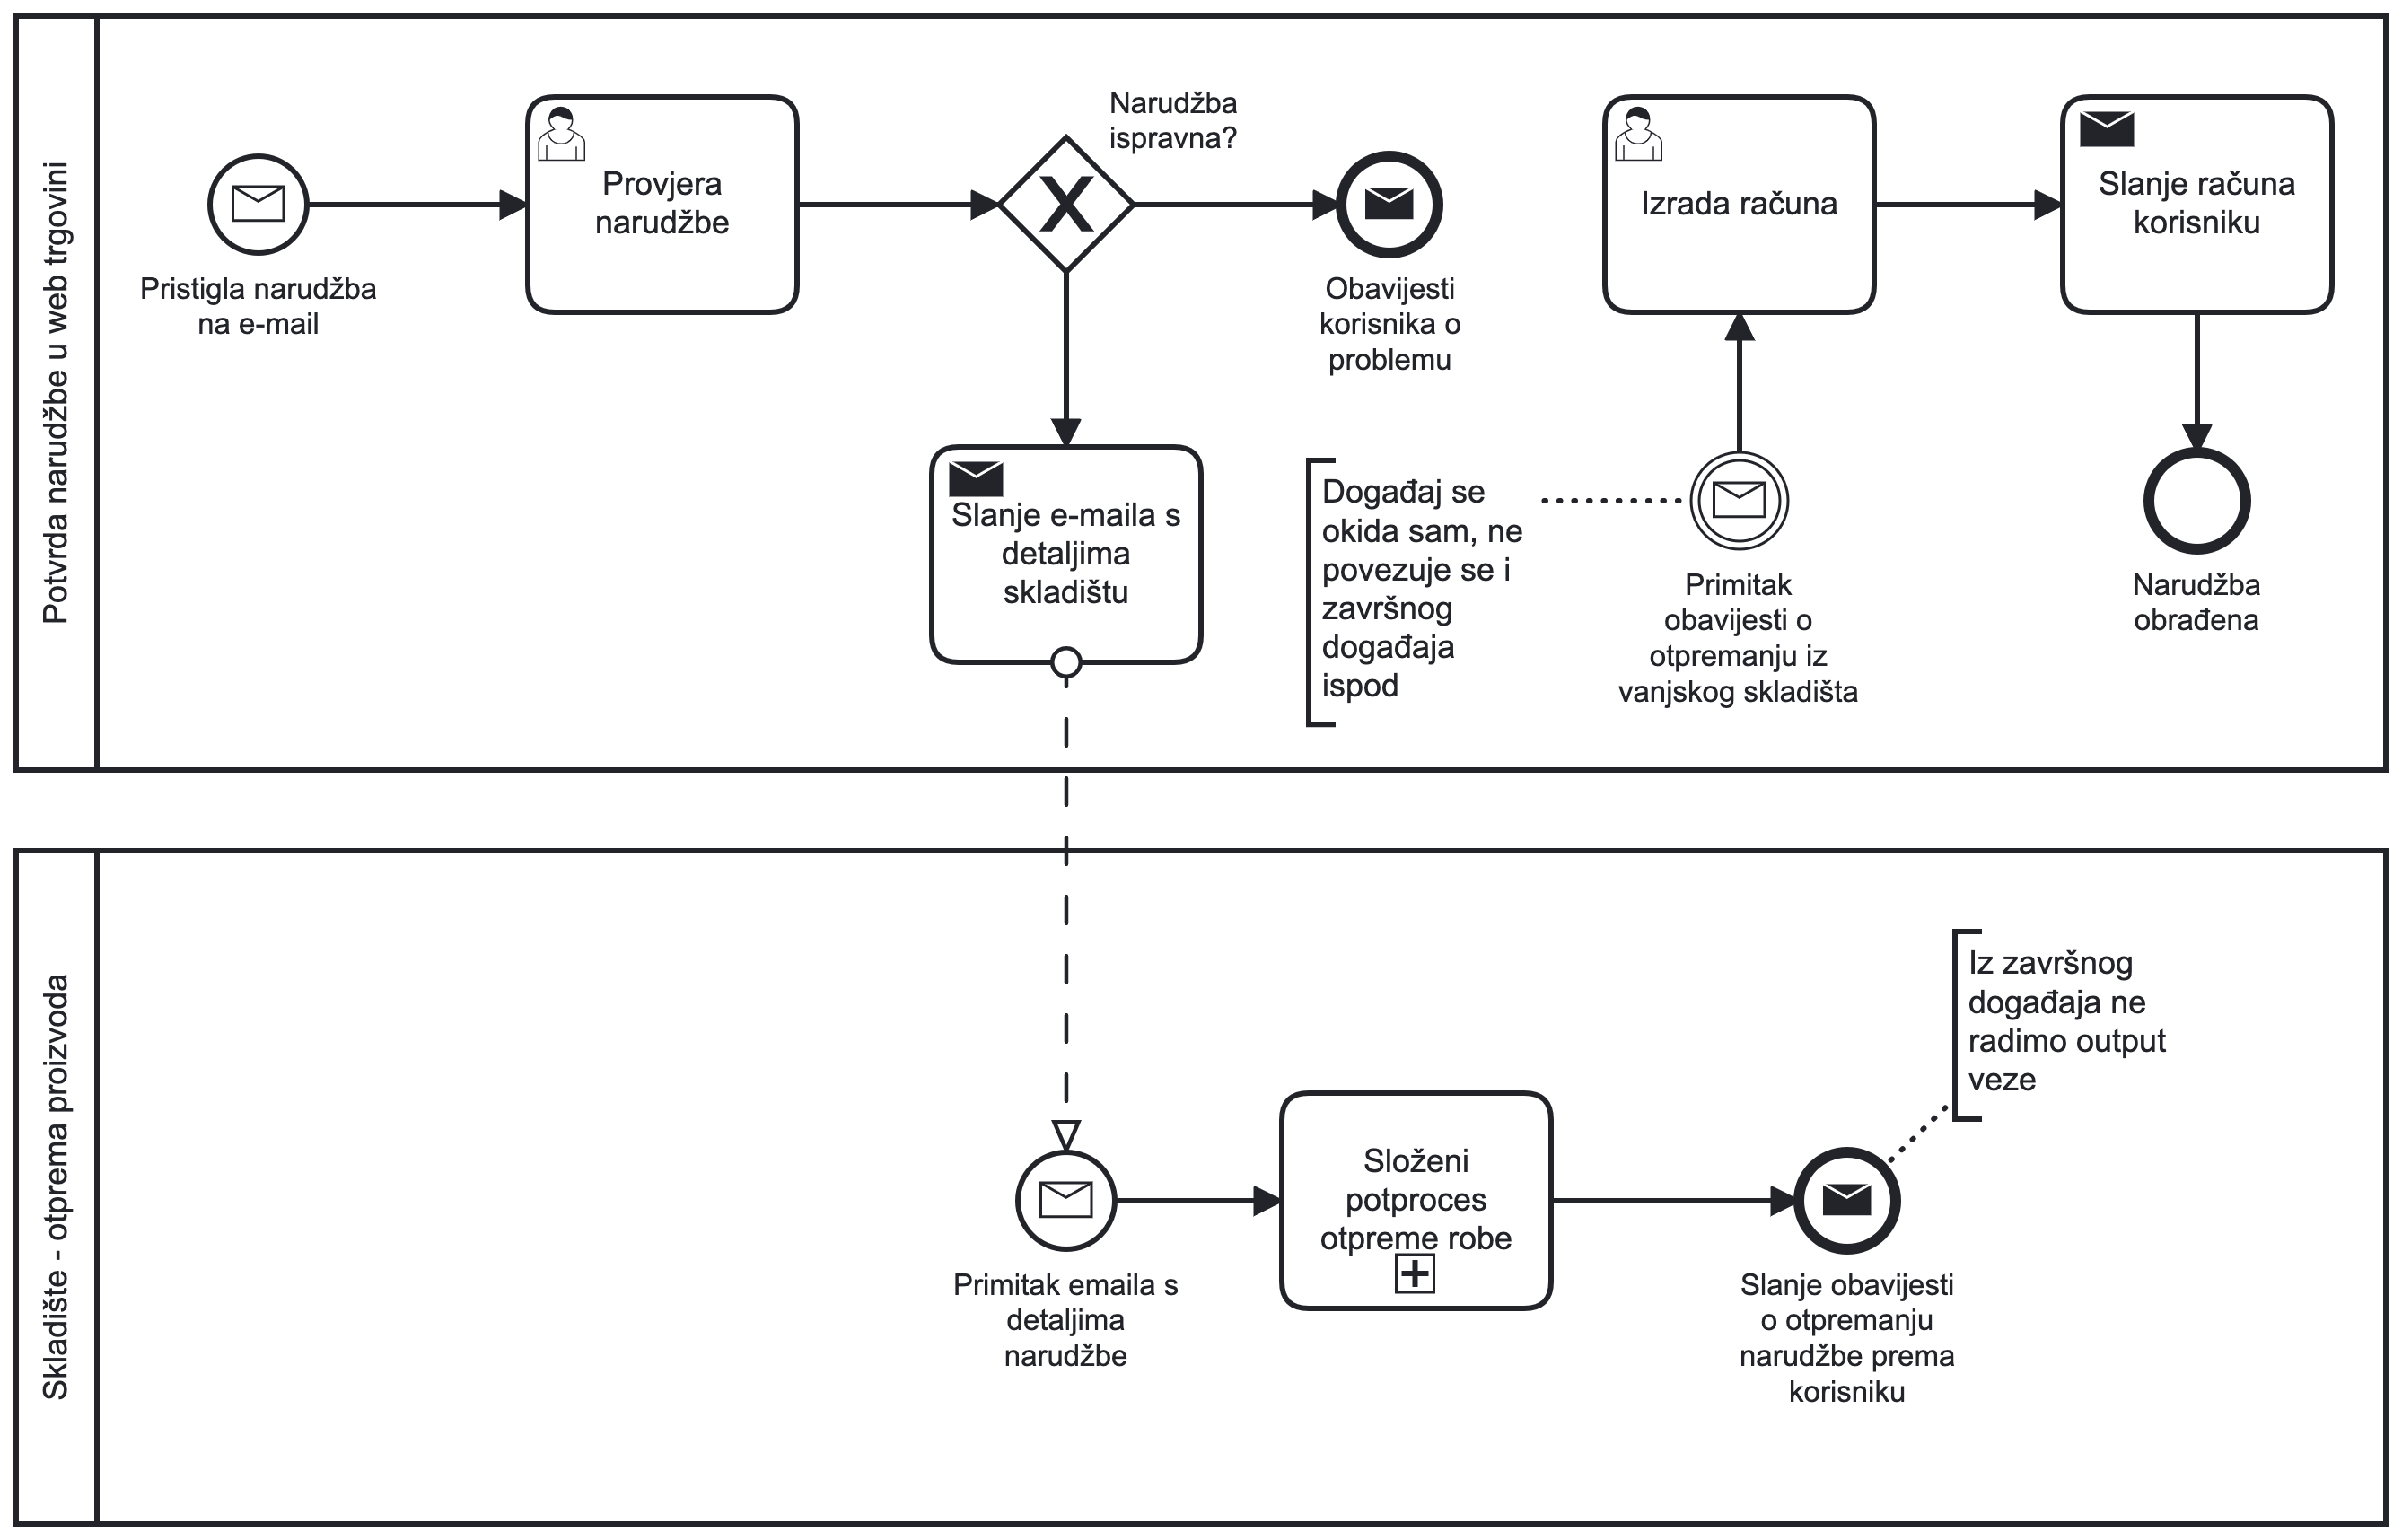 Potvrda narudžbe u web trgovini
Pristigla narudžba
na e-mail
Provjera
narudžbe
Narudžba
ispravna?
Obavijesti
korisnika o
problemu
Slanje e-maila s
detaljima
skladištu
Događaj se
okida sam, ne
povezuje se i
završnog
događaja
ispod
Primitak
obavijesti o
otpremanju iz
vanjskog skladišta
Izrada računa
Slanje računa
korisniku
Narudžba
obrađena
Skladište - otprema proizvoda
Primitak emaila s
detaljima
narudžbe
Složeni
potproces
otpreme robe
Slanje obavijesti
o otpremanju
narudžbe prema
korisniku
Iz završnog
događaja ne
radimo output
veze